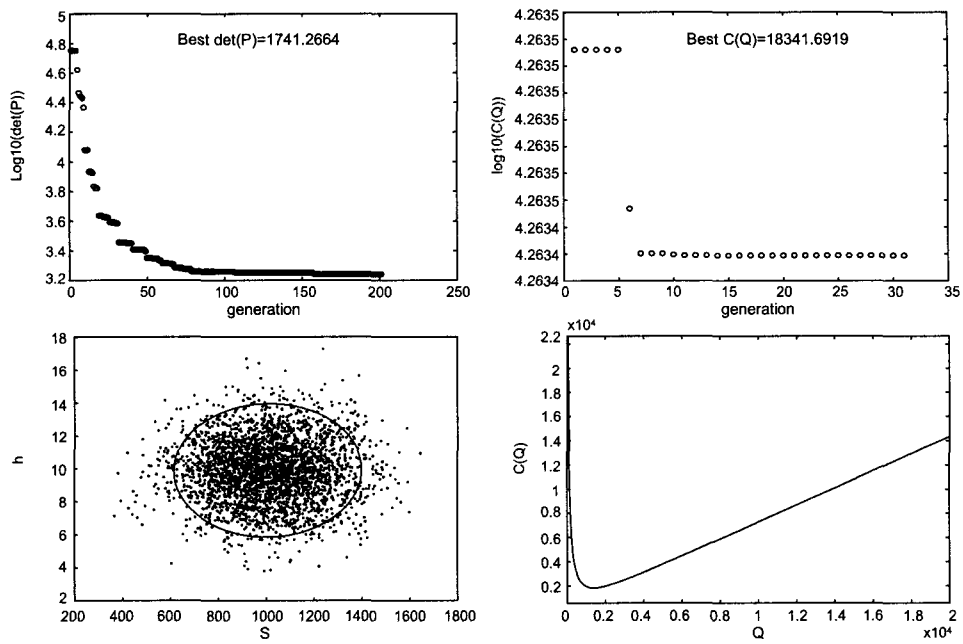 5
4.8
4.6
4.4
4.2
4
3.8
3.6
3.4
3.2
Log10(det(P))
Best det(P)=1741.2664
0 50 100 150 200 250
generation
4.2635
4.2635
4.2635
4.2635
4.2635
4.2635
4.2635
4.2635
4.2634
4.2634
4.2634
log10(C(Q))
Best C(Q)=18341.6919
0 5 10 15 20 25 30 35
generation
18
16
14
12
10
8
6
4
2
h
200 400 600 800 1000 1200 1400 1600 1800
S
x10⁴
2.2
2
1.8
1.6
1.4
1.2
1
0.8
0.6
0.4
0.2
C(Q)
0 0.2 0.4 0.6 0.8 1 1.2 1.4 1.6 1.8 2
Q
x10⁴